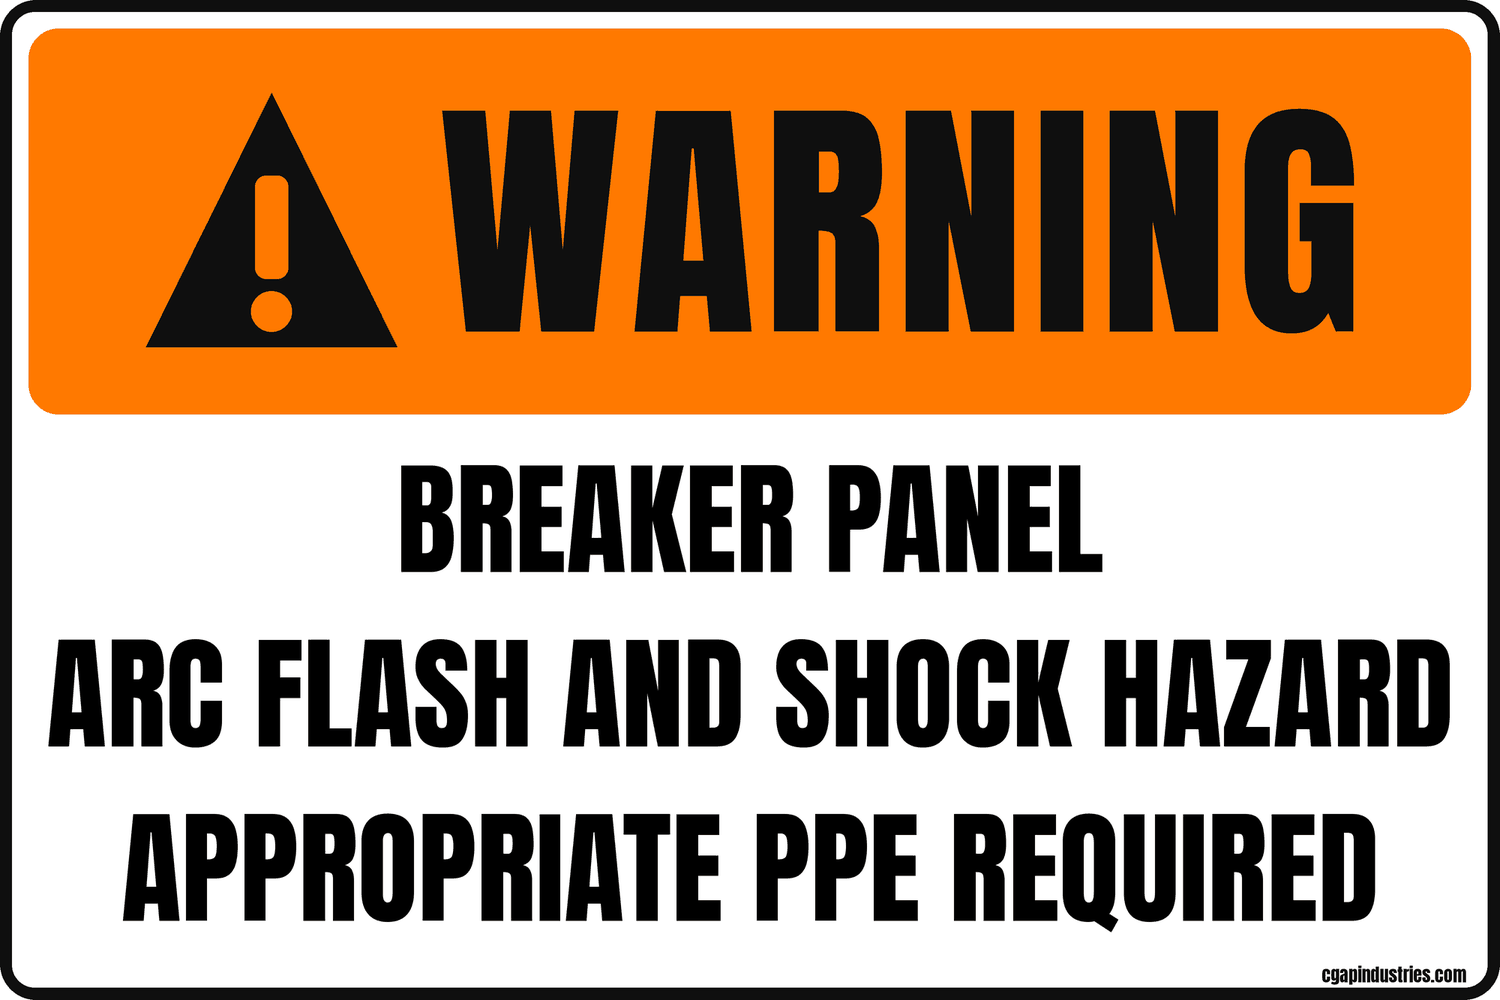 WARNING
BREAKER PANEL
ARC FLASH AND SHOCK HAZARD
APPROPRIATE PPE REQUIRED
cgapindustries.com